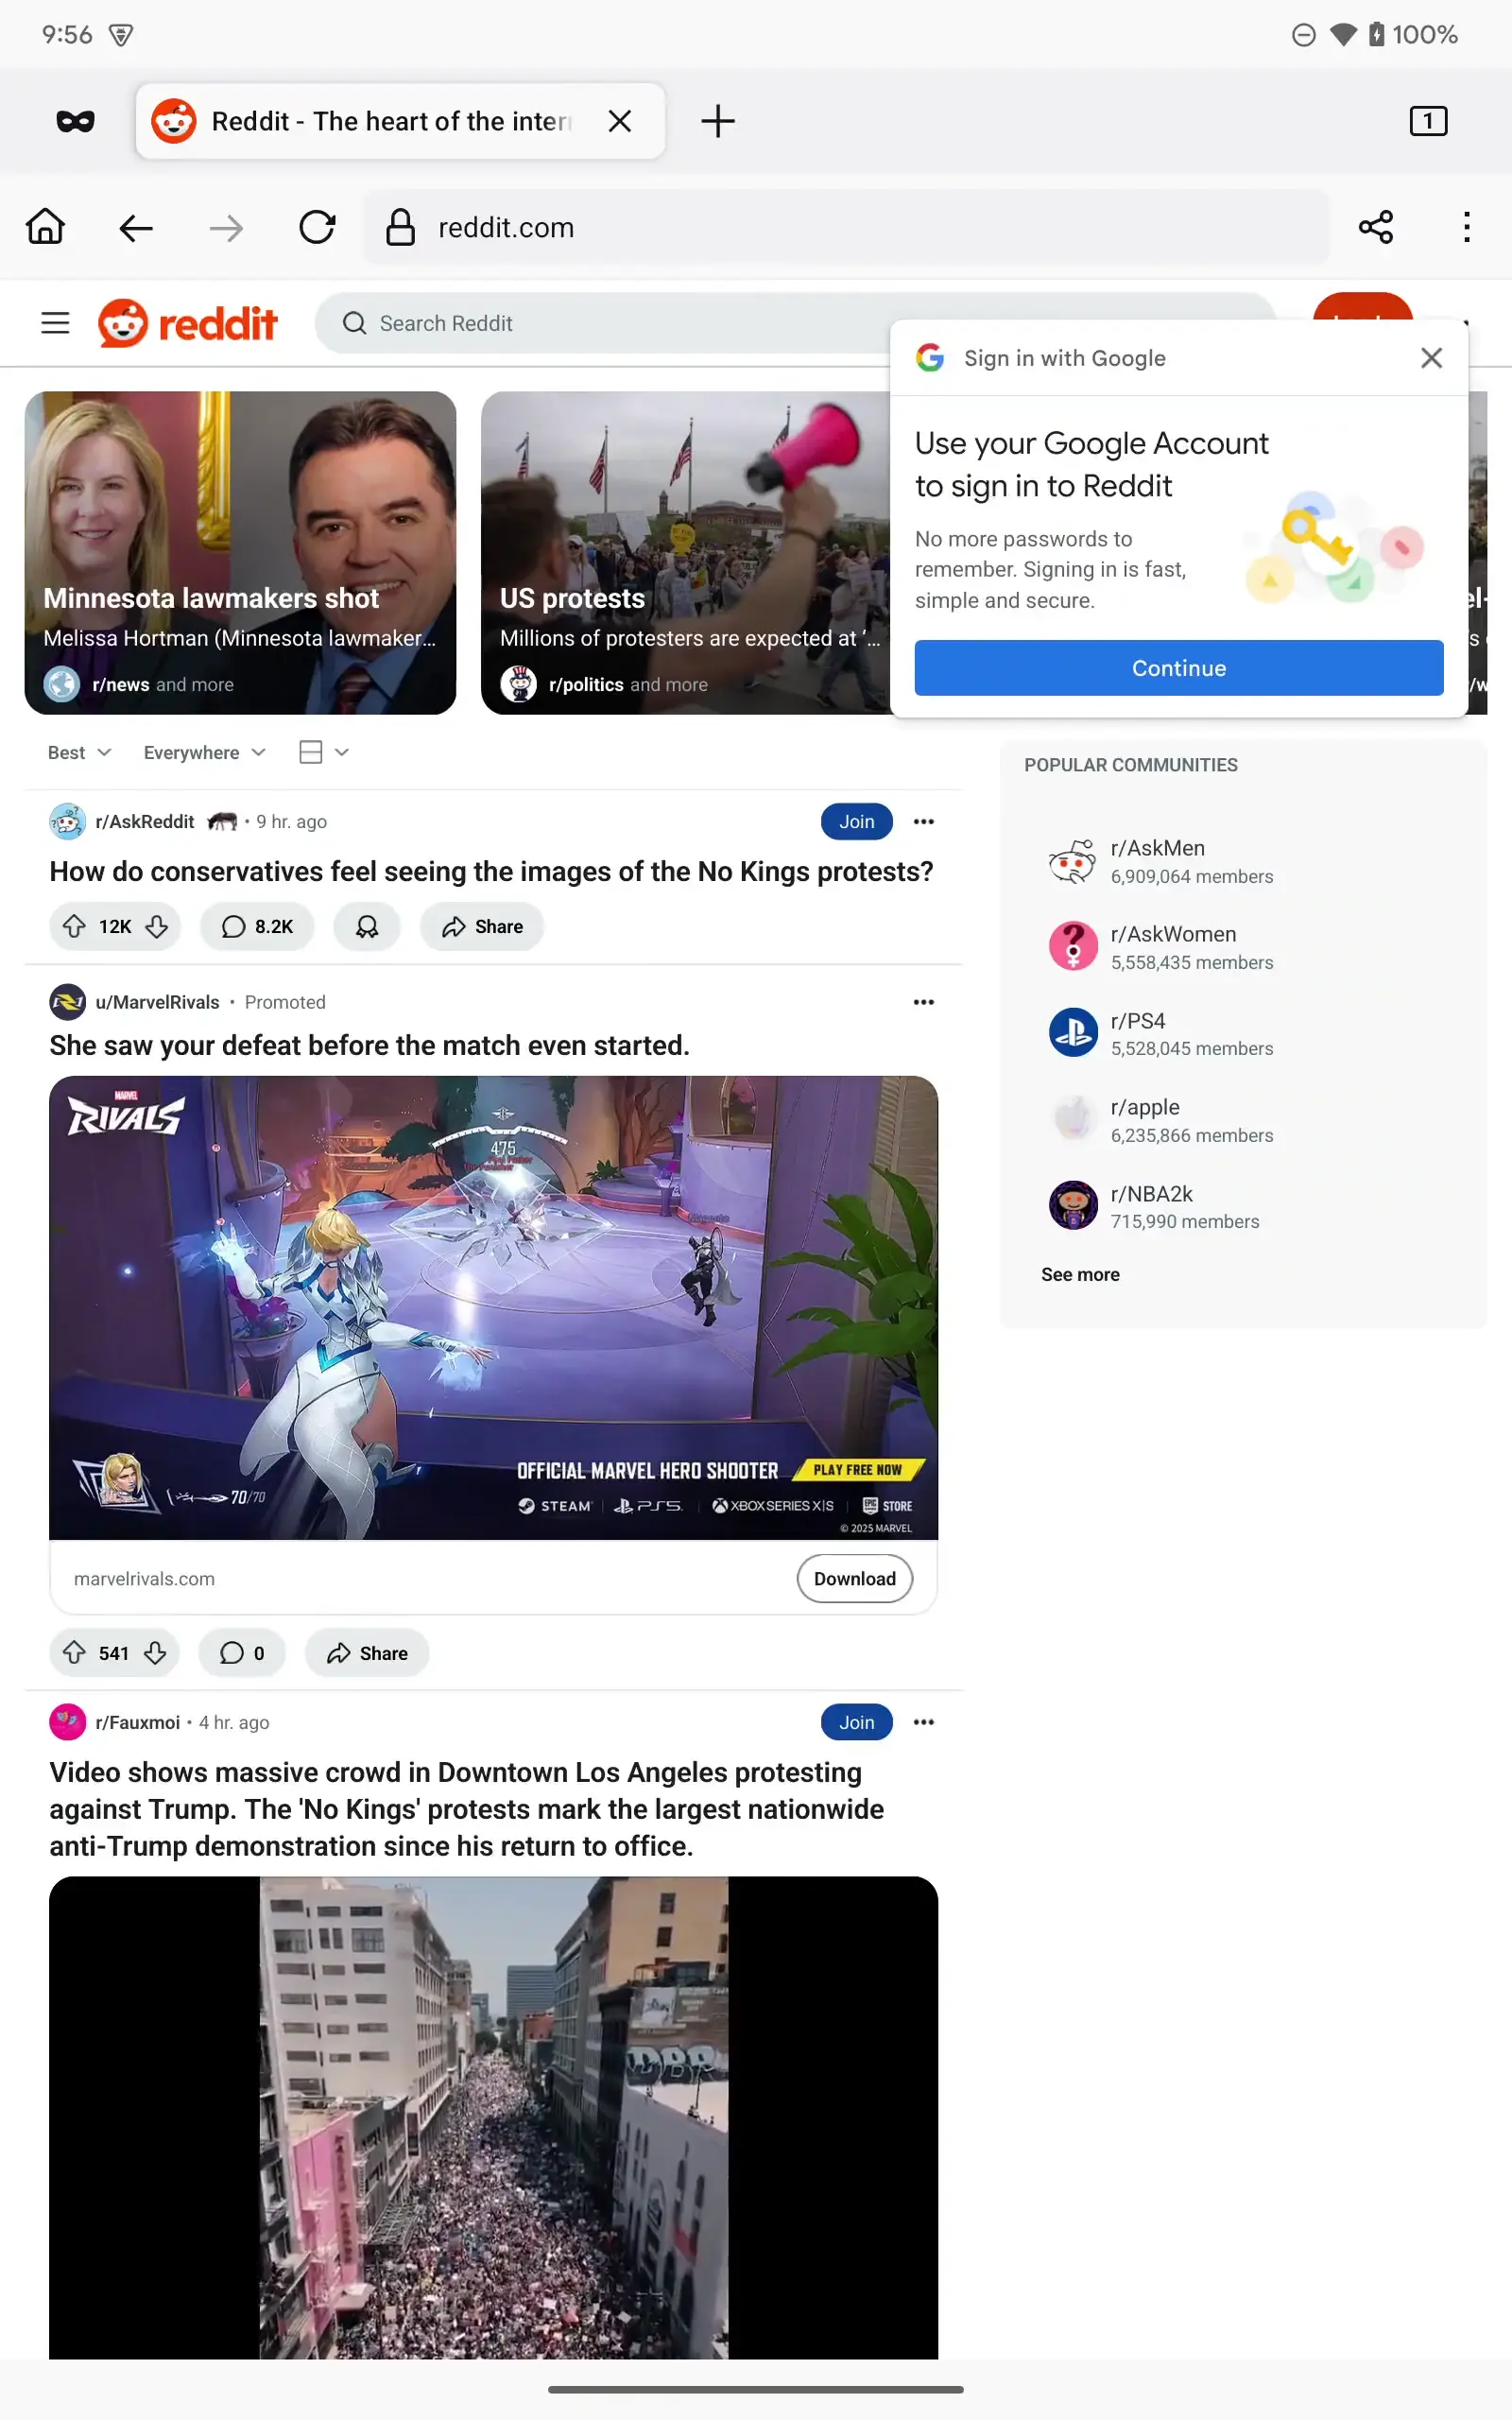 9:56
100%
Reddit - The heart of the inter
1
reddit.com
reddit
Search Reddit
Sign in with Google
Use your Google Account
to sign in to Reddit
No more passwords to
remember. Signing in is fast,
simple and secure.
Continue
Minnesota lawmakers shot
Melissa Hortman (Minnesota lawmaker...
r/news and more
US protests
Millions of protesters are expected at ‘...
r/politics and more
Best
Everywhere
POPULAR COMMUNITIES
r/AskMen
6,909,064 members
r/AskWomen
5,558,435 members
r/PS4
5,528,045 members
r/apple
6,235,866 members
r/NBA2k
715,990 members
See more
r/AskReddit • 9 hr. ago
Join
How do conservatives feel seeing the images of the No Kings protests?
12K
8.2K
Share
u/MarvelRivals • Promoted
She saw your defeat before the match even started.
MARVEL
RIVALS
475
Magneto
70/70
OFFICIAL MARVEL HERO SHOOTER
PLAY FREE NOW
STEAM
PS5
XBOX SERIES X|S
EPIC STORE
© 2025 MARVEL
marvelrivals.com
Download
541
0
Share
r/Fauxmoi • 4 hr. ago
Join
Video shows massive crowd in Downtown Los Angeles protesting
against Trump. The 'No Kings' protests mark the largest nationwide
anti-Trump demonstration since his return to office.